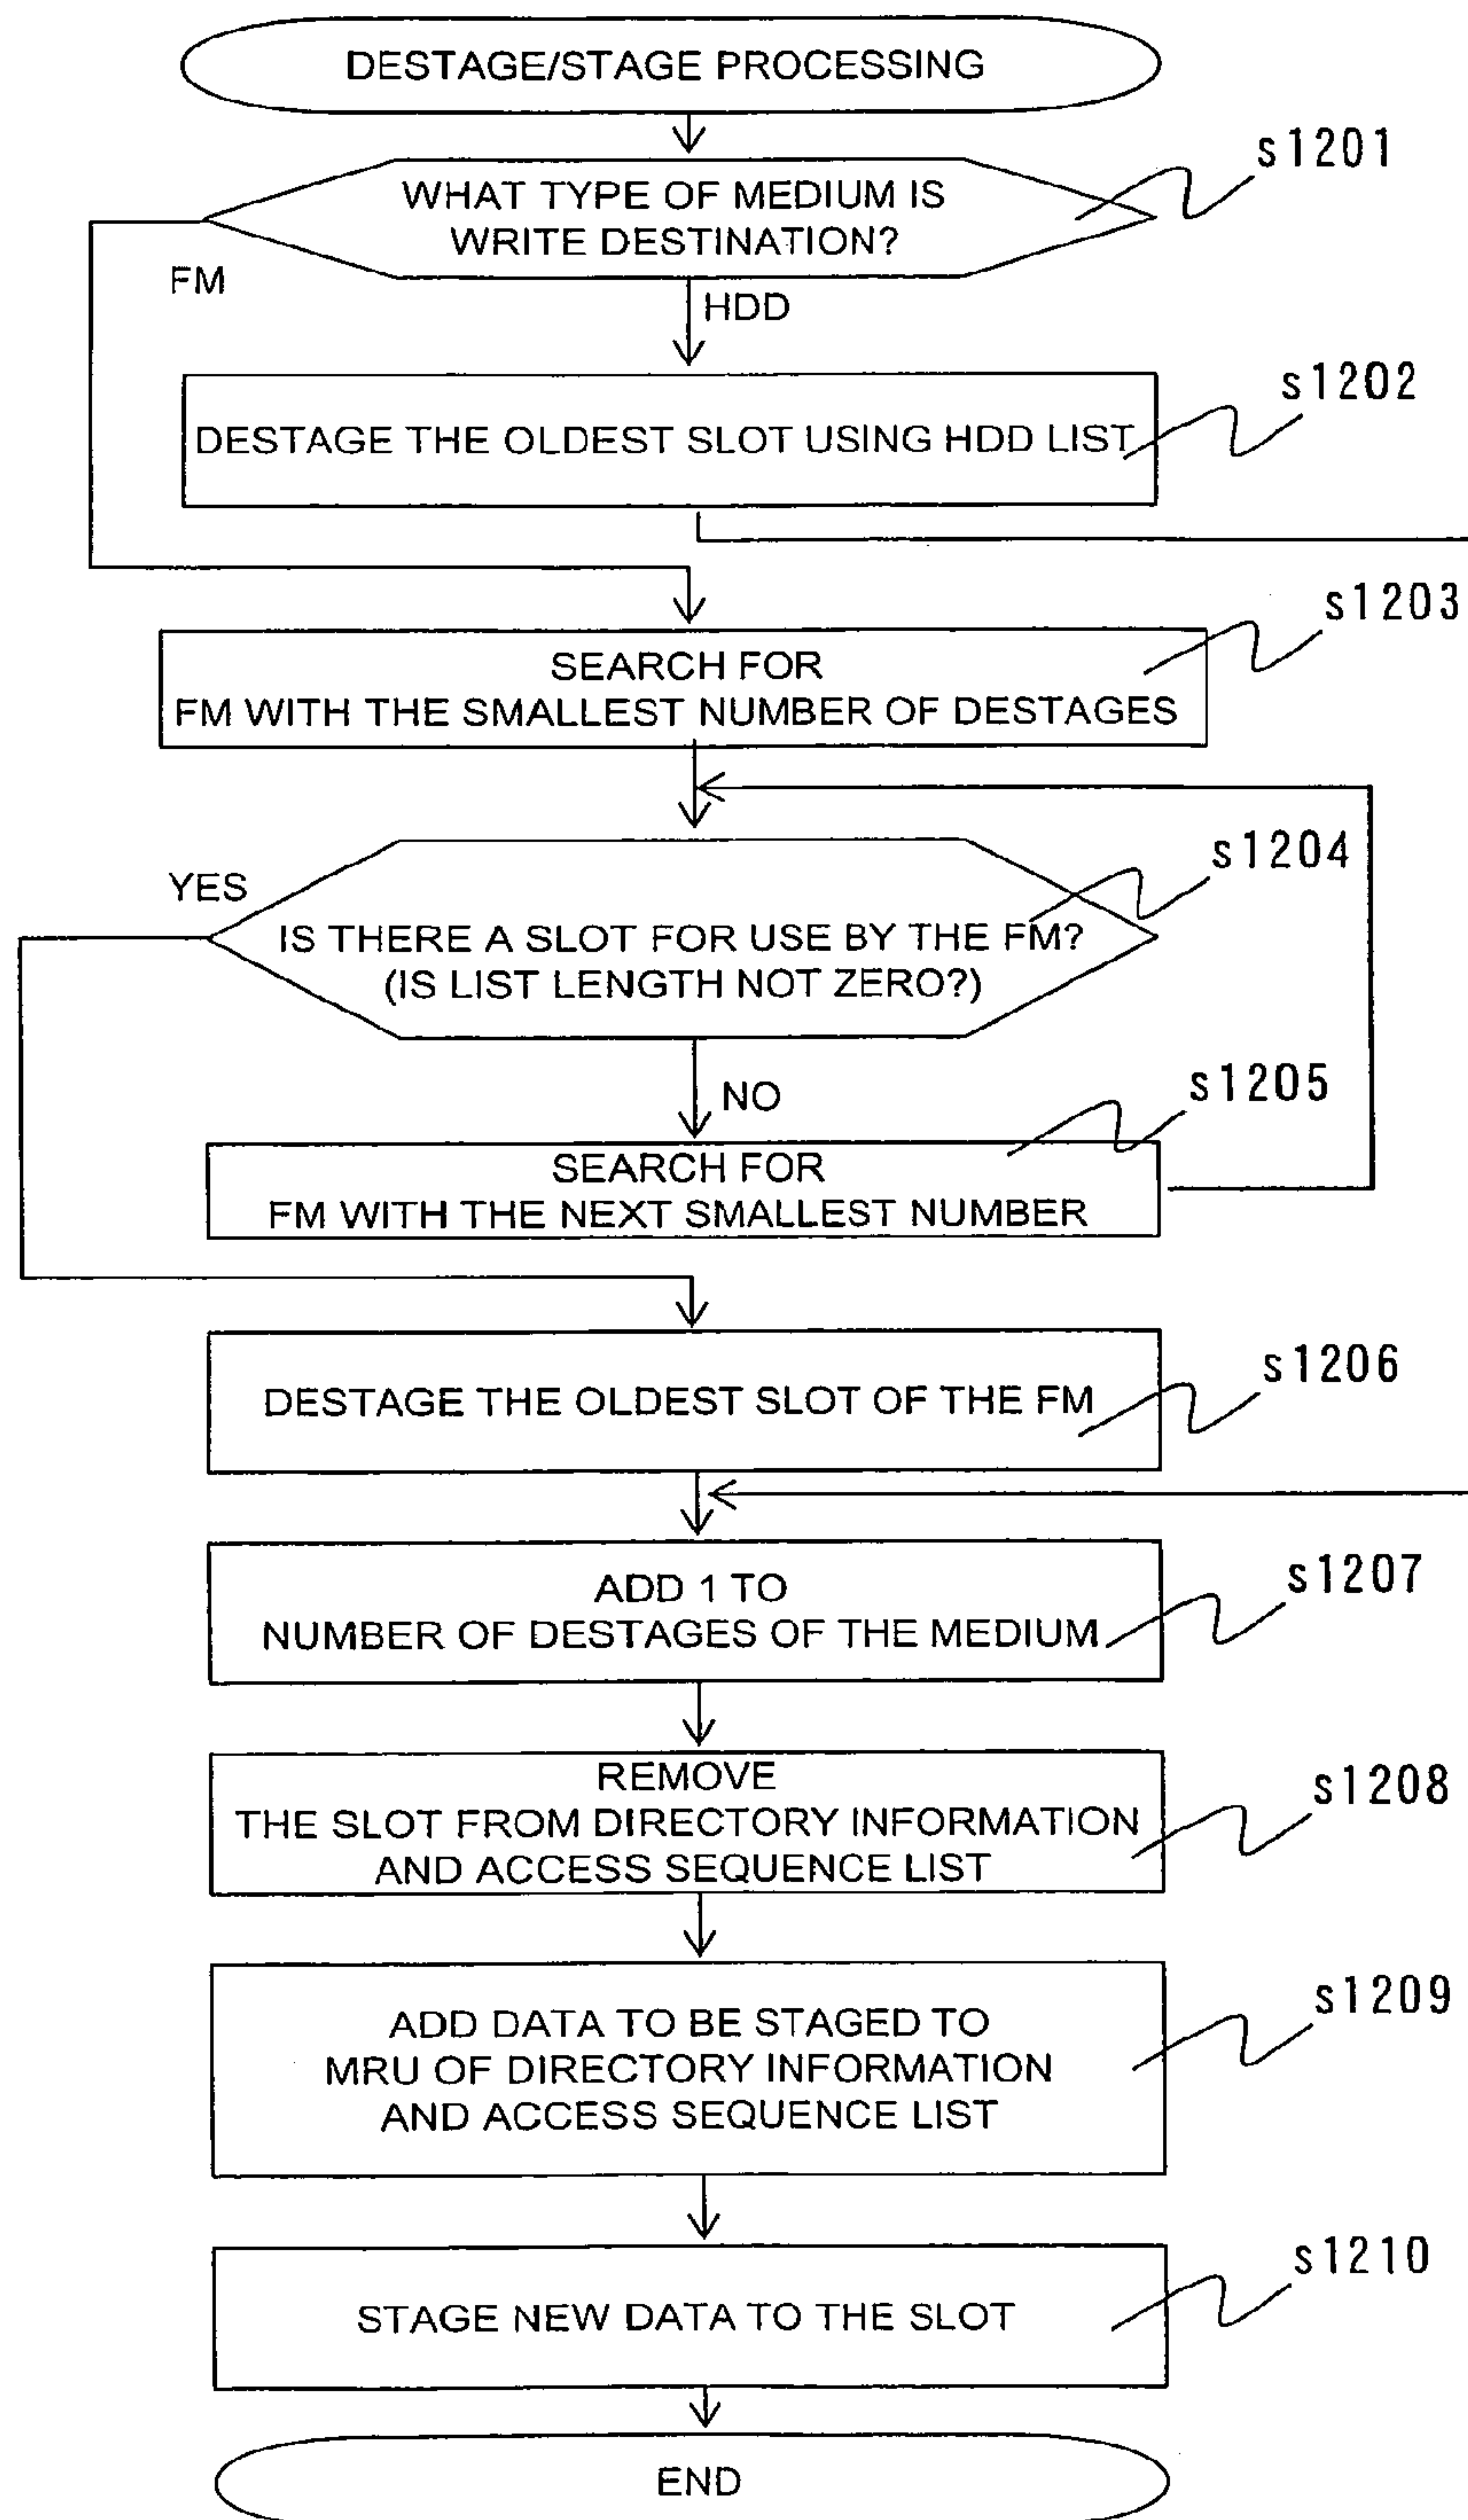 DESTAGE/STAGE PROCESSING
s1201
WHAT TYPE OF MEDIUM IS
WRITE DESTINATION?
FM
HDD
s1202
DESTAGE THE OLDEST SLOT USING HDD LIST
s1203
SEARCH FOR
FM WITH THE SMALLEST NUMBER OF DESTAGES
s1204
YES
IS THERE A SLOT FOR USE BY THE FM?
(IS LIST LENGTH NOT ZERO?)
NO
s1205
SEARCH FOR
FM WITH THE NEXT SMALLEST NUMBER
s1206
DESTAGE THE OLDEST SLOT OF THE FM
s1207
ADD 1 TO
NUMBER OF DESTAGES OF THE MEDIUM
s1208
REMOVE
THE SLOT FROM DIRECTORY INFORMATION
AND ACCESS SEQUENCE LIST
s1209
ADD DATA TO BE STAGED TO
MRU OF DIRECTORY INFORMATION
AND ACCESS SEQUENCE LIST
s1210
STAGE NEW DATA TO THE SLOT
END